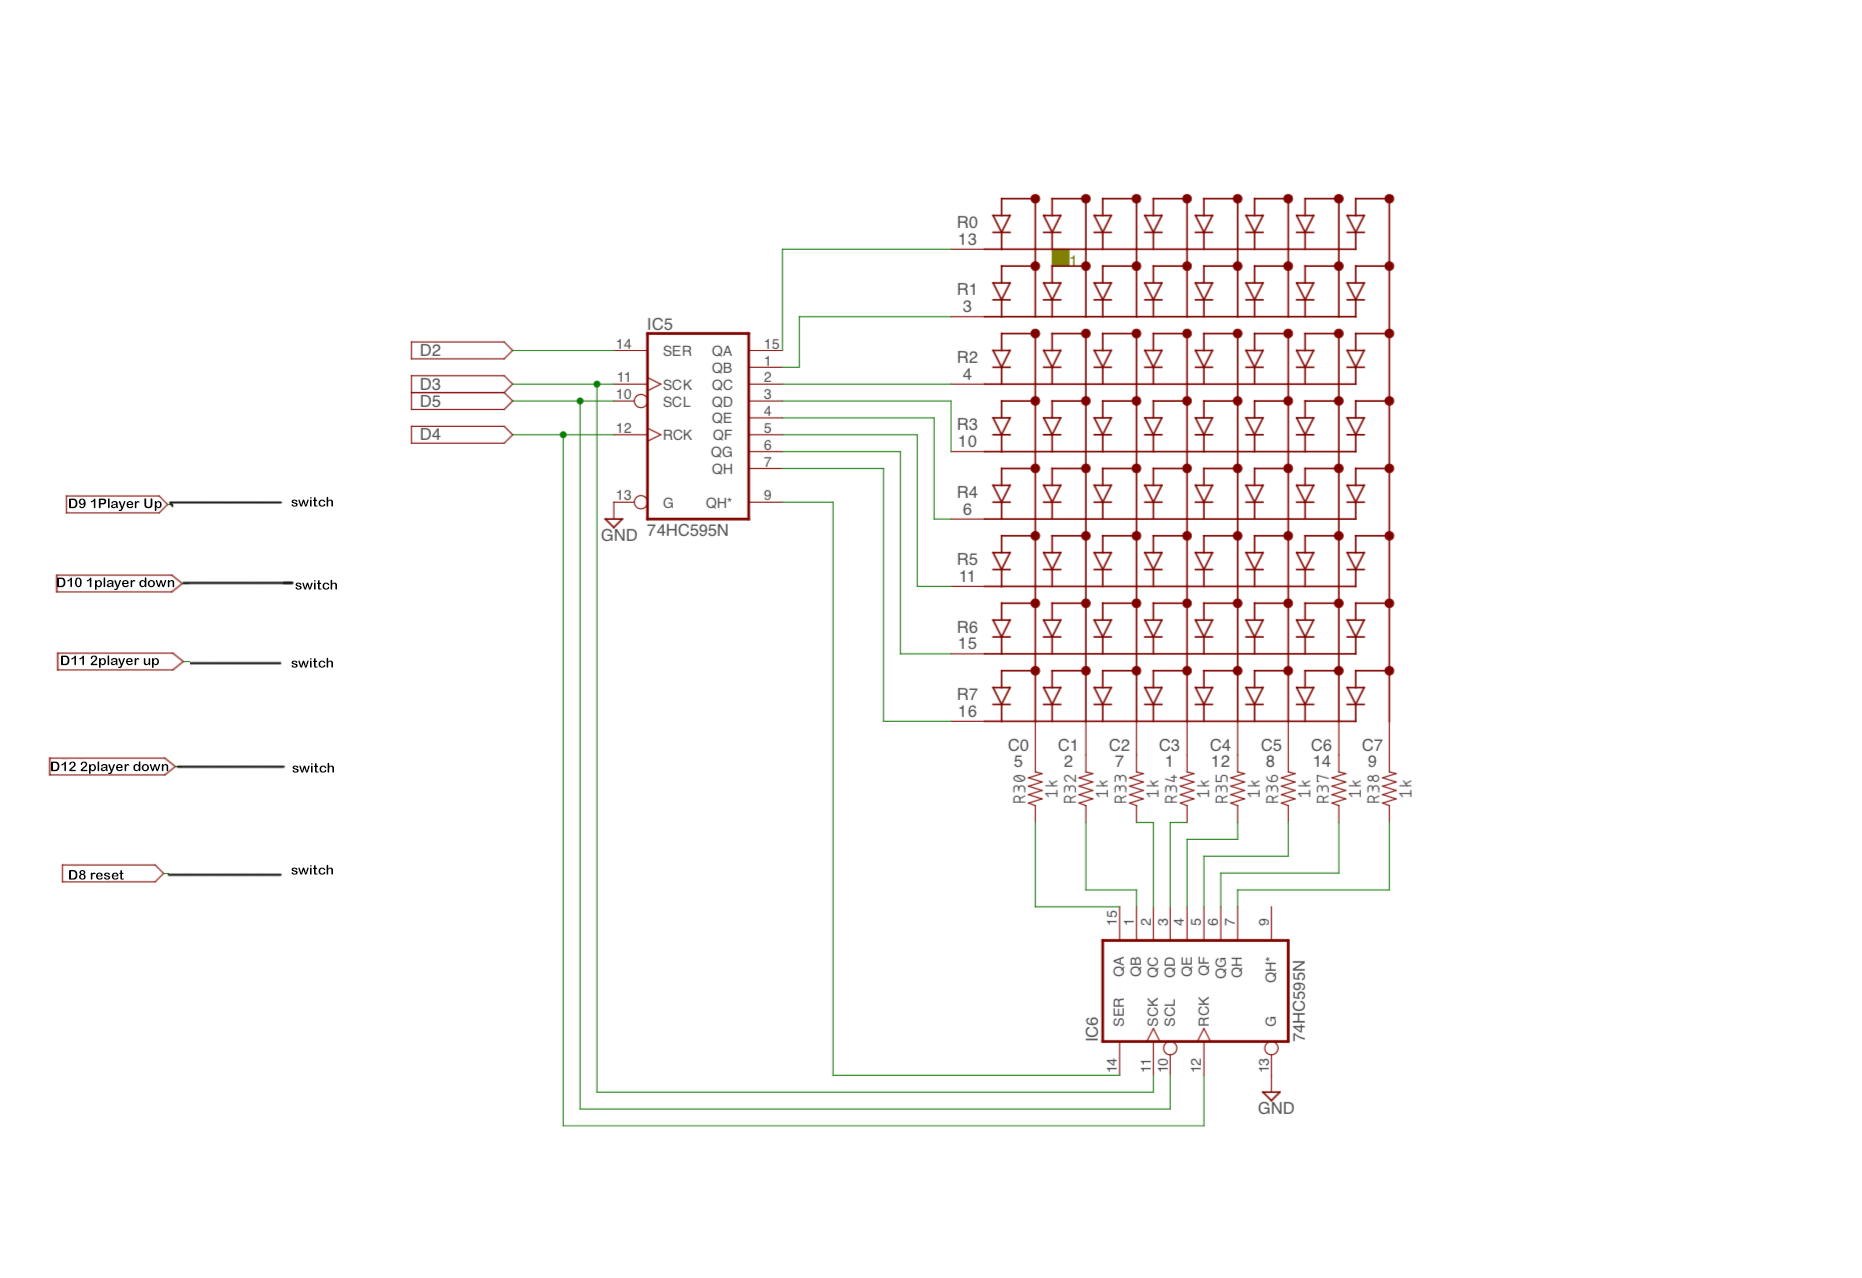 R0
13
1
R1
3
IC5
D2
14
SER
QA
15
QB
1
R2
4
D3
11
SCK
QC
2
D5
10
SCL
QD
3
QE
4
R3
10
D4
12
RCK
QF
5
QG
6
QH
7
R4
6
13
G
QH*
9
GND
74HC595N
D9 1Player Up
switch
R5
11
D10 1player down
switch
R6
15
D11 2player up
switch
R7
16
D12 2player down
switch
C0
5
C1
2
C2
7
C3
1
C4
12
C5
8
C6
14
C7
9
R30
1k
R32
1k
R33
1k
R34
1k
R35
1k
R36
1k
R37
1k
R38
1k
D8 reset
switch
15
1
2
3
4
5
6
7
9
QA
QB
QC
QD
QE
QF
QG
QH
QH*
SER
SCK
SCL
RCK
G
IC6
74HC595N
14
11
10
12
13
GND